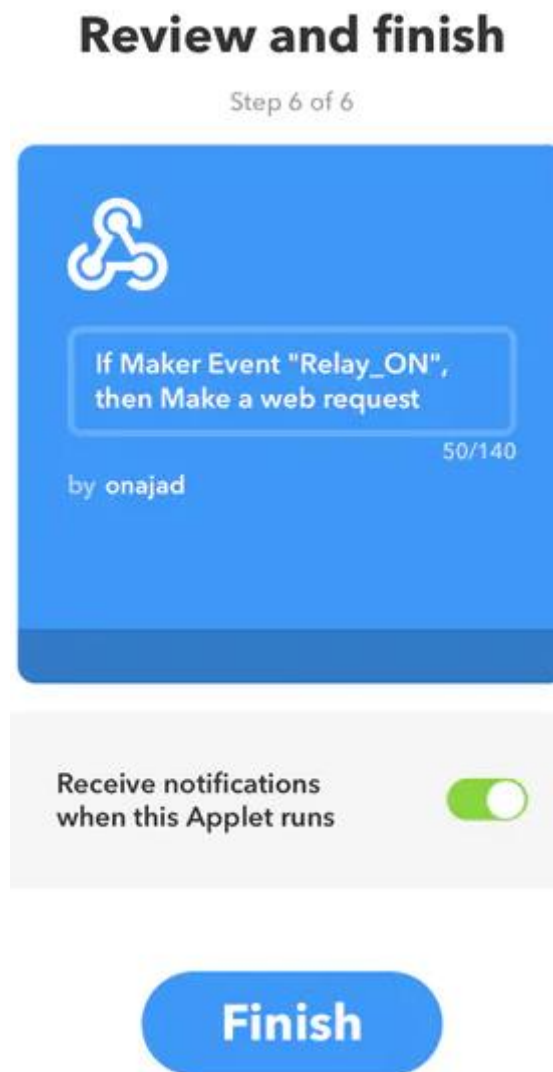 Review and finish
Step 6 of 6
If Maker Event "Relay_ON",
then Make a web request
50/140
by onajad
Receive notifications
when this Applet runs
Finish